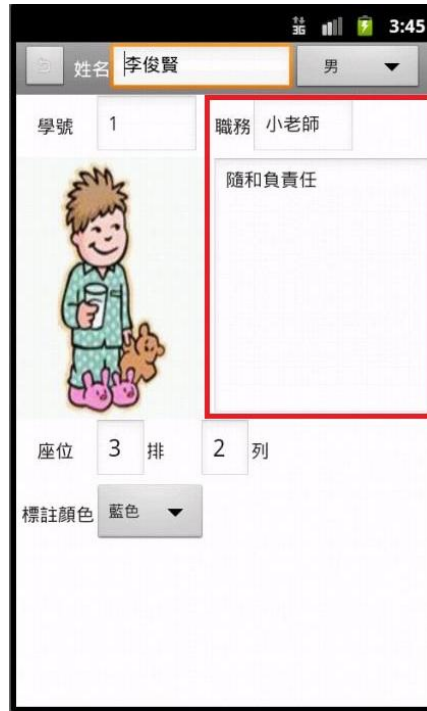 3G 3:45
姓名 李俊賢 男
學號 1 職務 小老師
隨和負責任
座位 3 排 2 列
標註顏色 藍色